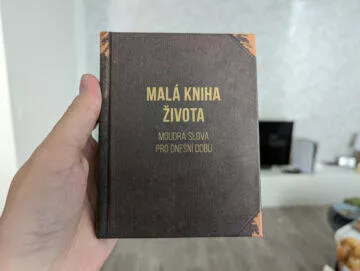 MALÁ KNIHA
ŽIVOTA
MOUDRÁ SLOVA
PRO DNEŠNÍ DOBU